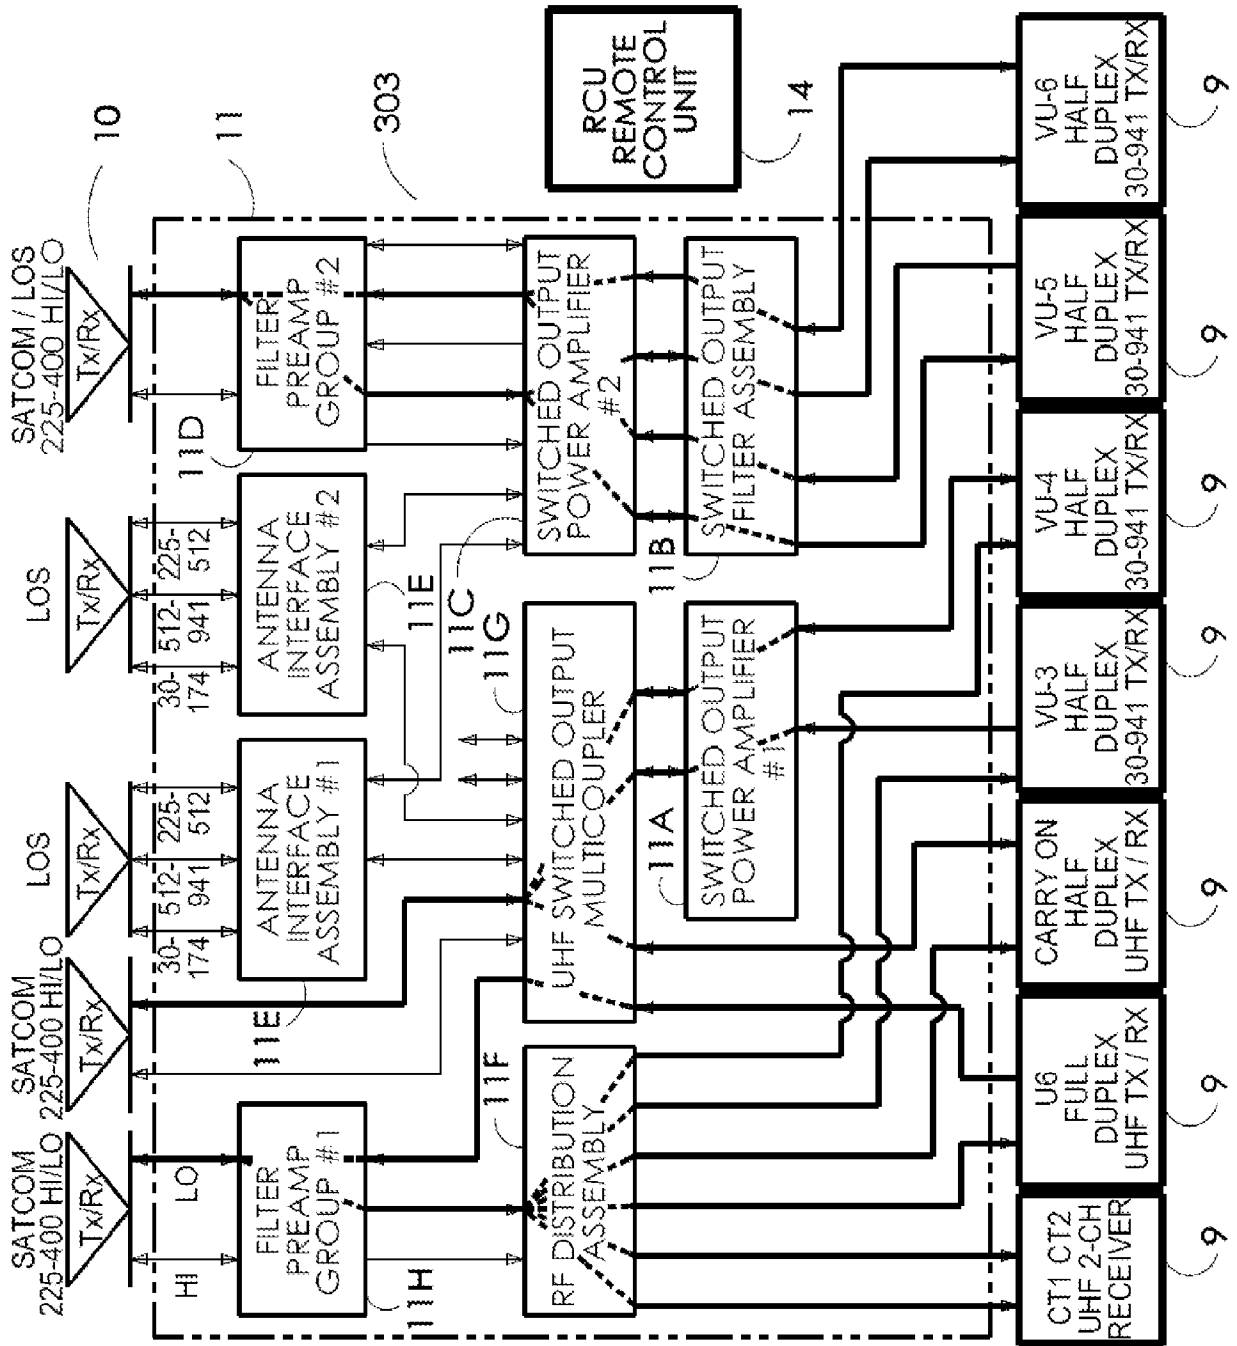 SATCOM
225-400 HI/LO
Tx/Rx
SATCOM
225-400 HI/LO
Tx/Rx
LOS
Tx/Rx
LOS
Tx/Rx
SATCOM / LOS
225-400 HI/LO
Tx/Rx
10
HI
LO
30-
174
512-
941
225-
512
30-
174
512-
941
225-
512
11
FILTER
PREAMP
GROUP #1
11H
ANTENNA
INTERFACE
ASSEMBLY #1
11E
ANTENNA
INTERFACE
ASSEMBLY #2
11E
FILTER
PREAMP
GROUP #2
11D
303
RF DISTRIBUTION
ASSEMBLY
11F
UHF SWITCHED OUTPUT
MULTICOUPLER
11G
SWITCHED OUTPUT
POWER AMPLIFIER
#2
11C
RCU
REMOTE
CONTROL
UNIT
14
SWITCHED OUTPUT
POWER AMPLIFIER
#1
11A
SWITCHED OUTPUT
FILTER ASSEMBLY
11B
CT1 CT2
UHF 2-CH
RECEIVER
9
U6
FULL
DUPLEX
UHF TX / RX
9
CARRY ON
HALF
DUPLEX
UHF TX / RX
9
VU-3
HALF
DUPLEX
30-941 TX/RX
9
VU-4
HALF
DUPLEX
30-941 TX/RX
9
VU-5
HALF
DUPLEX
30-941 TX/RX
9
VU-6
HALF
DUPLEX
30-941 TX/RX
9